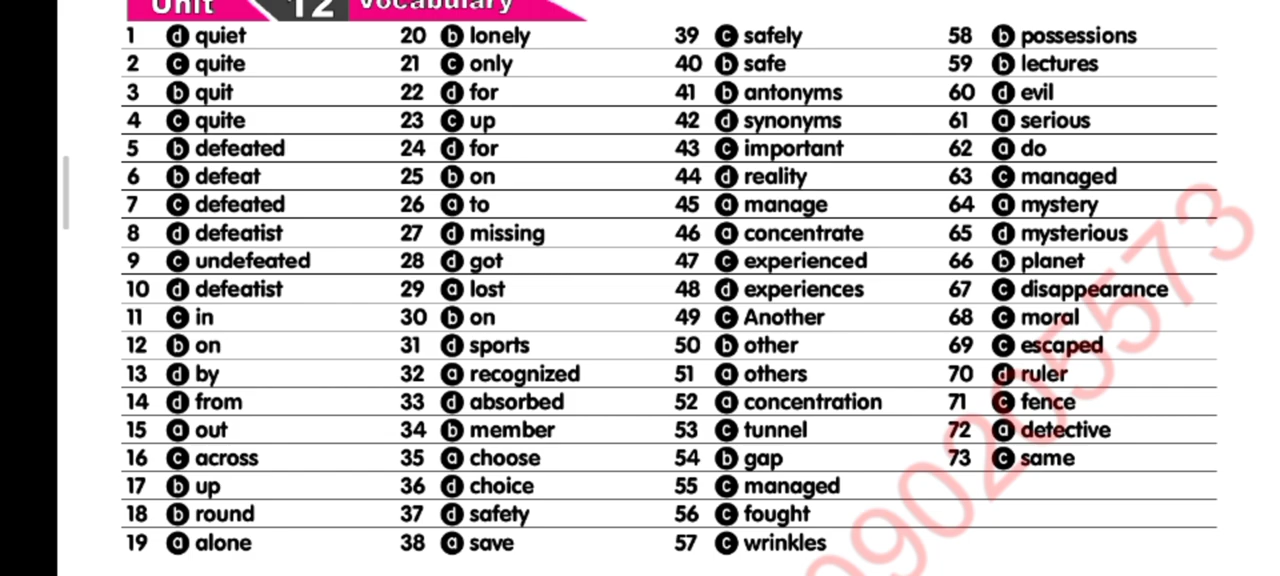 Unit 12 Vocabulary
1 d quiet 20 b lonely 39 c safely 58 b possessions
2 c quite 21 c only 40 b safe 59 b lectures
3 b quit 22 d for 41 b antonyms 60 d evil
4 c quite 23 c up 42 d synonyms 61 a serious
5 b defeated 24 d for 43 c important 62 a do
6 b defeat 25 b on 44 d reality 63 c managed
7 c defeated 26 a to 45 a manage 64 a mystery
8 d defeatist 27 d missing 46 a concentrate 65 d mysterious
9 c undefeated 28 d got 47 c experienced 66 b planet
10 d defeatist 29 a lost 48 d experiences 67 c disappearance
11 c in 30 b on 49 c Another 68 c moral
12 b on 31 d sports 50 b other 69 c escaped
13 d by 32 a recognized 51 a others 70 d ruler
14 d from 33 d absorbed 52 a concentration 71 c fence
15 a out 34 b member 53 c tunnel 72 a detective
16 c across 35 a choose 54 b gap 73 c same
17 b up 36 d choice 55 c managed
18 b round 37 d safety 56 c fought
19 a alone 38 a save 57 c wrinkles